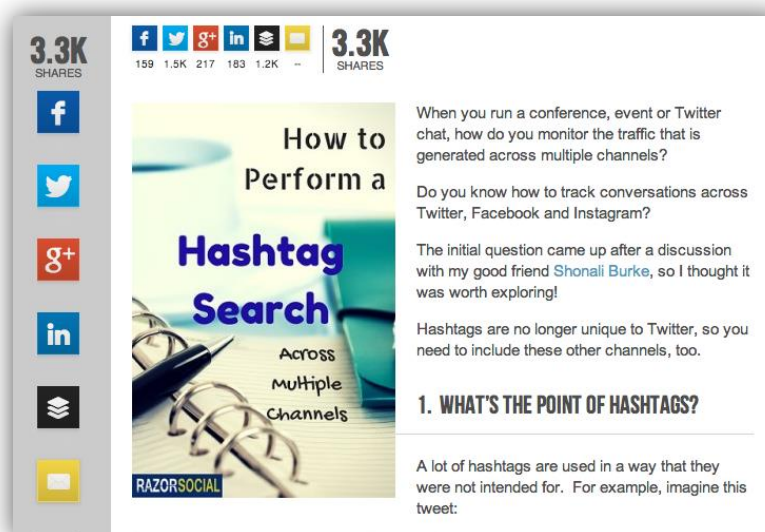 3.3K
SHARES
f
g+
in
f g+ in
159 1.5K 217 183 1.2K --
3.3K
SHARES
How to
Perform a
Hashtag
Search
Across
Multiple
Channels
RAZORSOCIAL
When you run a conference, event or Twitter
chat, how do you monitor the traffic that is
generated across multiple channels?
Do you know how to track conversations across
Twitter, Facebook and Instagram?
The initial question came up after a discussion
with my good friend Shonali Burke, so I thought it
was worth exploring!
Hashtags are no longer unique to Twitter, so you
need to include these other channels, too.
1. WHAT'S THE POINT OF HASHTAGS?
A lot of hashtags are used in a way that they
were not intended for. For example, imagine this
tweet: